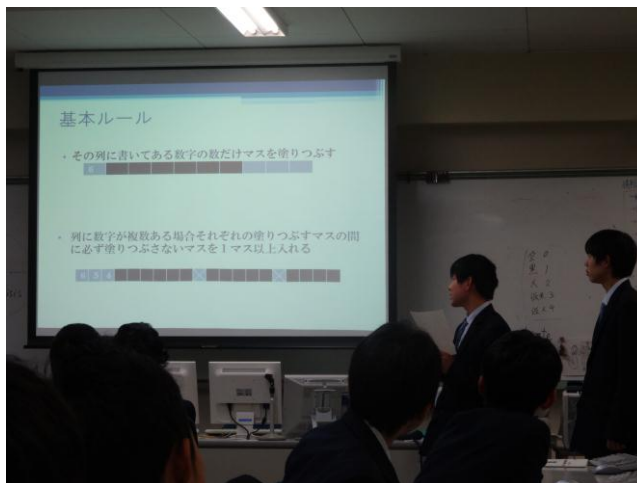 基本ルール
・その列に書いてある数字の数だけマスを塗りつぶす
8
・列に数字が複数ある場合それぞれの塗りつぶすマスの間
に必ず塗りつぶさないマスを1マス以上入れる
6 5 4
空 0
黒 1